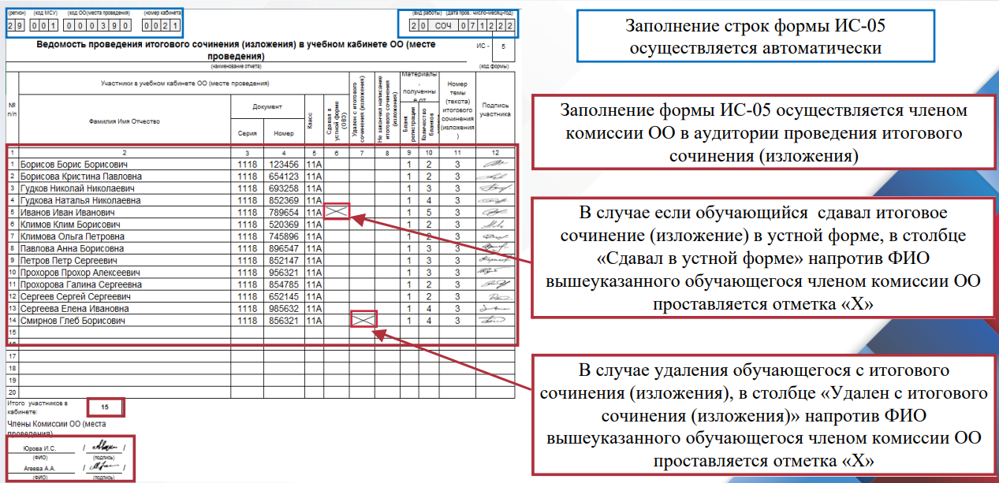 (регион) (код МСУ) (код ОО(места проведения) (номер кабинета)
29 001 000390 0021
(вид работы) (дата пров.: число-месяц-год)
20 СОЧ 071222
Ведомость проведения итогового сочинения (изложения) в учебном кабинете ОО (месте
проведения)
(наименование отчета)
ИС - 5
(код формы)
№
п/п
Участники в учебном кабинете ОО (месте проведения)
Фамилия Имя Отчество
Документ
Серия
Номер
Класс
Сдавал в
устной форме
(ОВЗ)
Удален с итогового
сочинения (изложения)
Не закончил написание
итогового сочинения
(изложения)
Материалы
,
полученны
е от
Бланк
регистрации
Количество
бланков
Номер
темы
(текста)
итогового
сочинения
(изложения
)
Подпись
участника
1 2 3 4 5 6 7 8 9 10 11 12
1 Борисов Борис Борисович 1118 123456 11А 1 2 3
2 Борисова Кристина Павловна 1118 654123 11А 1 2 3
3 Гудков Николай Николаевич 1118 693258 11А 1 3 3
4 Гудкова Наталья Николаевна 1118 852369 11А 1 4 3
5 Иванов Иван Иванович 1118 789654 11А 1 5 3
6 Климов Клим Борисович 1118 520369 11А 1 2 3
7 Климова Ольга Петровна 1118 745896 11А 1 2 3
8 Павлова Анна Борисовна 1118 896547 11А 1 3 3
9 Петров Петр Сергеевич 1118 852147 11А 1 3 3
10 Прохоров Прохор Алексеевич 1118 956321 11А 1 3 3
11 Прохорова Галина Сергеевна 1118 854785 11А 1 2 3
12 Сергеев Сергей Сергеевич 1118 652145 11А 1 2 3
13 Сергеева Елена Ивановна 1118 985632 11А 1 4 3
14 Смирнов Глеб Борисович 1118 856321 11А 1 4 3
15
16
17
18
19
20
Итого участников в
кабинете:
15
Члены Комиссии ОО (места
проведения)
Юрова И.С. / /
(ФИО) (подпись)
Агеева А.А. / /
(ФИО) (подпись)
Заполнение строк формы ИС-05
осуществляется автоматически
Заполнение формы ИС-05 осуществляется членом
комиссии ОО в аудитории проведения итогового
сочинения (изложения)
В случае если обучающийся сдавал итоговое
сочинение (изложение) в устной форме, в столбце
«Сдавал в устной форме» напротив ФИО
вышеуказанного обучающегося членом комиссии ОО
проставляется отметка «Х»
В случае удаления обучающегося с итогового
сочинения (изложения), в столбце «Удален с итогового
сочинения (изложения)» напротив ФИО
вышеуказанного обучающегося членом комиссии ОО
проставляется отметка «Х»